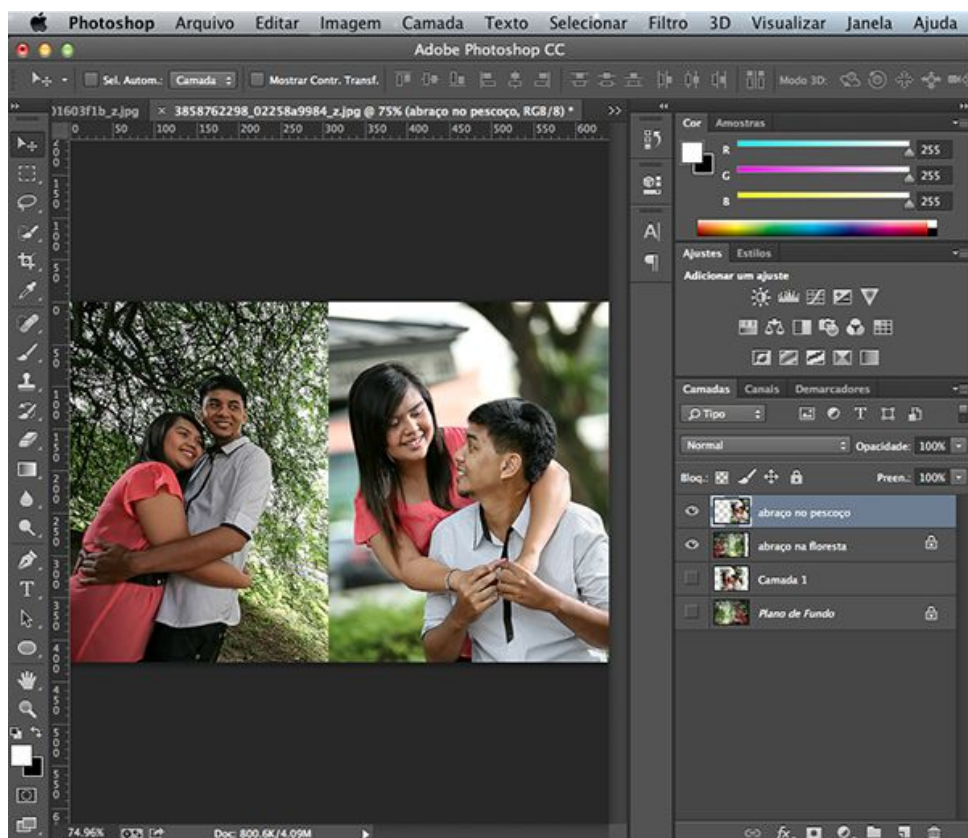 Photoshop Arquivo Editar Imagem Camada Texto Selecionar Filtro 3D Visualizar Janela Ajuda
Adobe Photoshop CC
Sel. Autom.: Camada Mostrar Contr. Transf. Modo 3D:
01603f1b_z.jpg × 3858762298_02258a9984_z.jpg @ 75% (abraço no pescoço, RGB/8) *
0 50 100 150 200 250 300 350 400 450 500 550 600
Cor Amostras
R 255
G 255
B 255
Ajustes Estilos
Adicionar um ajuste
Camadas Canais Demarcadores
Tipo
Normal Opacidade: 100%
Bloq.: Preen.: 100%
abraço no pescoço
abraço na floresta
Camada 1
Plano de Fundo
74.96% Doc: 800.6K/4.09M